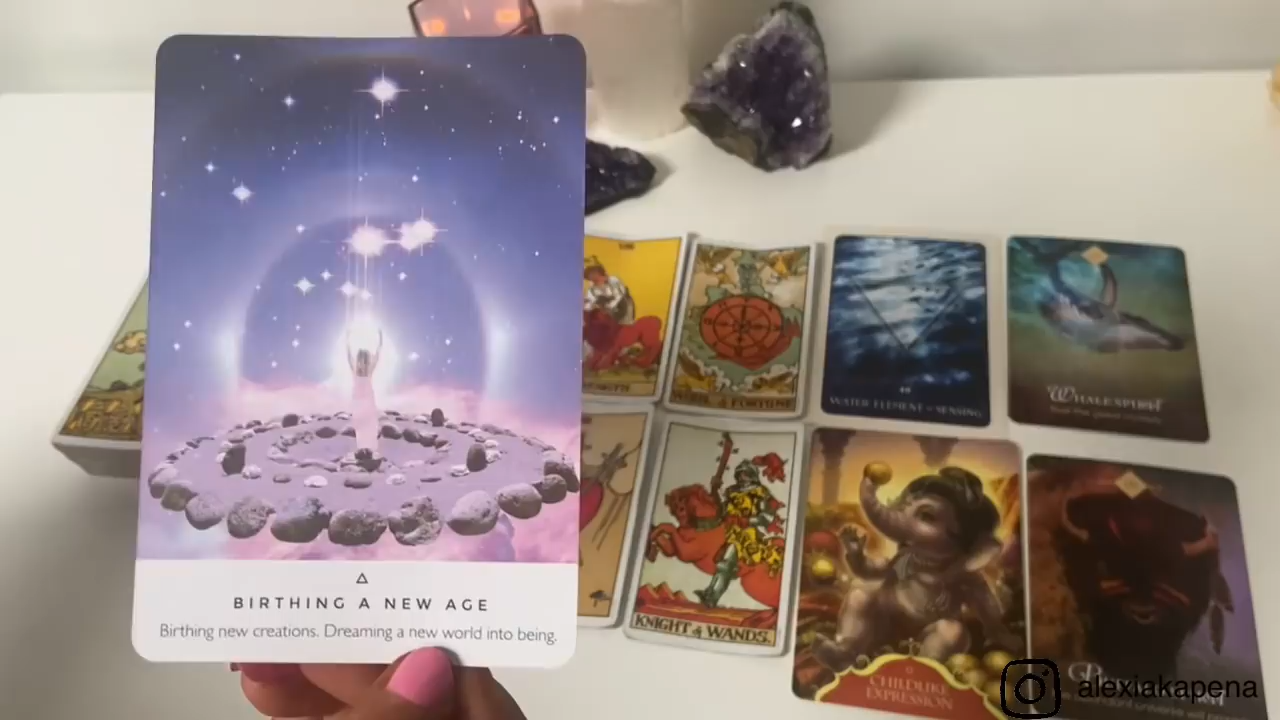 BIRTHING A NEW AGE
Birthing new creations. Dreaming a new world into being.
WHEEL of FORTUNE
WATER ELEMENT ~ SENSING
WHALE SPIRIT
KNIGHT of WANDS.
CHILDLIKE
EXPRESSION
alexiakapena